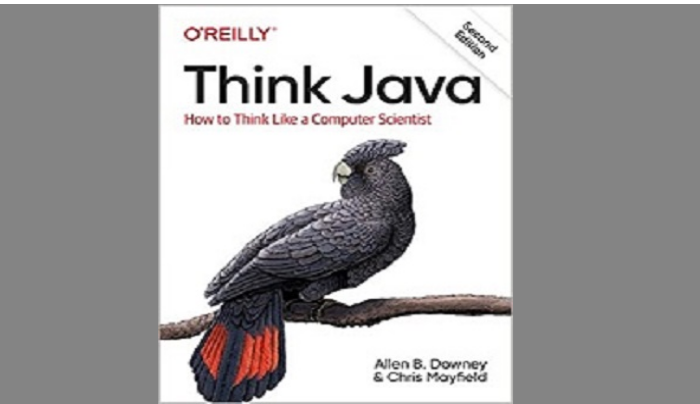 O'REILLY®
Second
Edition
Think Java
How to Think Like a Computer Scientist
Allen B. Downey
& Chris Mayfield